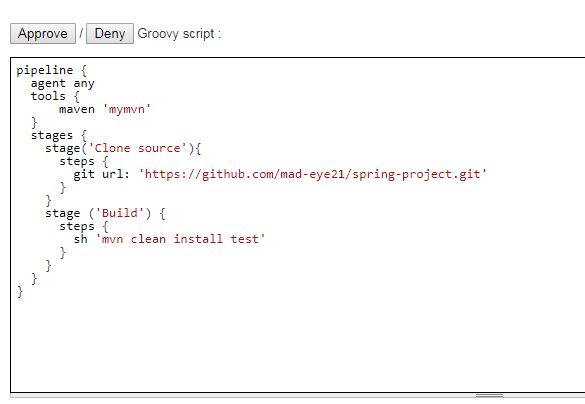 Approve / Deny Groovy script :
pipeline {
  agent any
  tools {
      maven 'mymvn'
  }
  stages {
    stage('Clone source'){
      steps {
        git url: 'https://github.com/mad-eye21/spring-project.git'
      }
    }
    stage ('Build') {
      steps {
        sh 'mvn clean install test'
      }
    }
  }
}